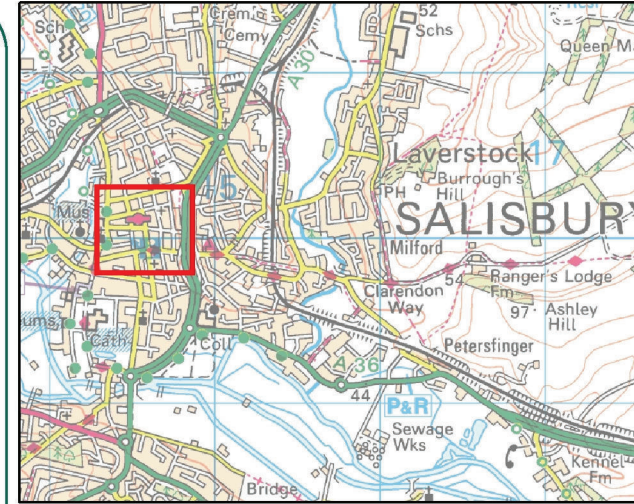 Sch
Crem
Cemy
52
Schs
A 30
Queen M
Laverstock
17
Burrough's
Hill
PH
SALISBURY
15
Mus
Milford
54
Ranger's Lodge
Fm
Clarendon
Way
97
Ashley
Hill
Petersfinger
ums,
Cath
Coll
A 36
44
P&R
Sewage
Wks
Kennel
Fm
Bridge